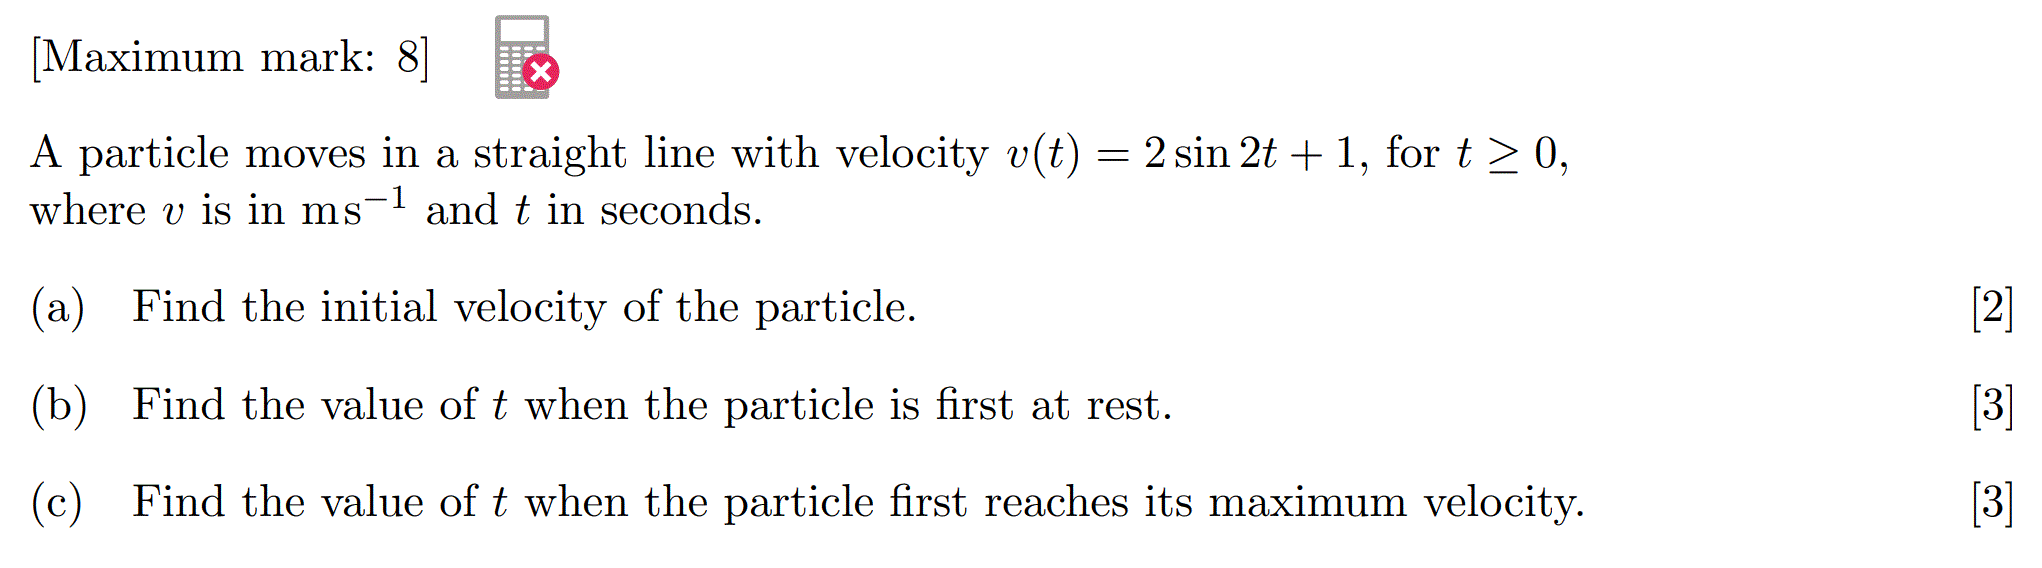 [Maximum mark: 8]
A particle moves in a straight line with velocity v(t) = 2 sin 2t + 1, for t ≥ 0,
where v is in m s⁻¹ and t in seconds.
(a) Find the initial velocity of the particle. [2]
(b) Find the value of t when the particle is first at rest. [3]
(c) Find the value of t when the particle first reaches its maximum velocity. [3]